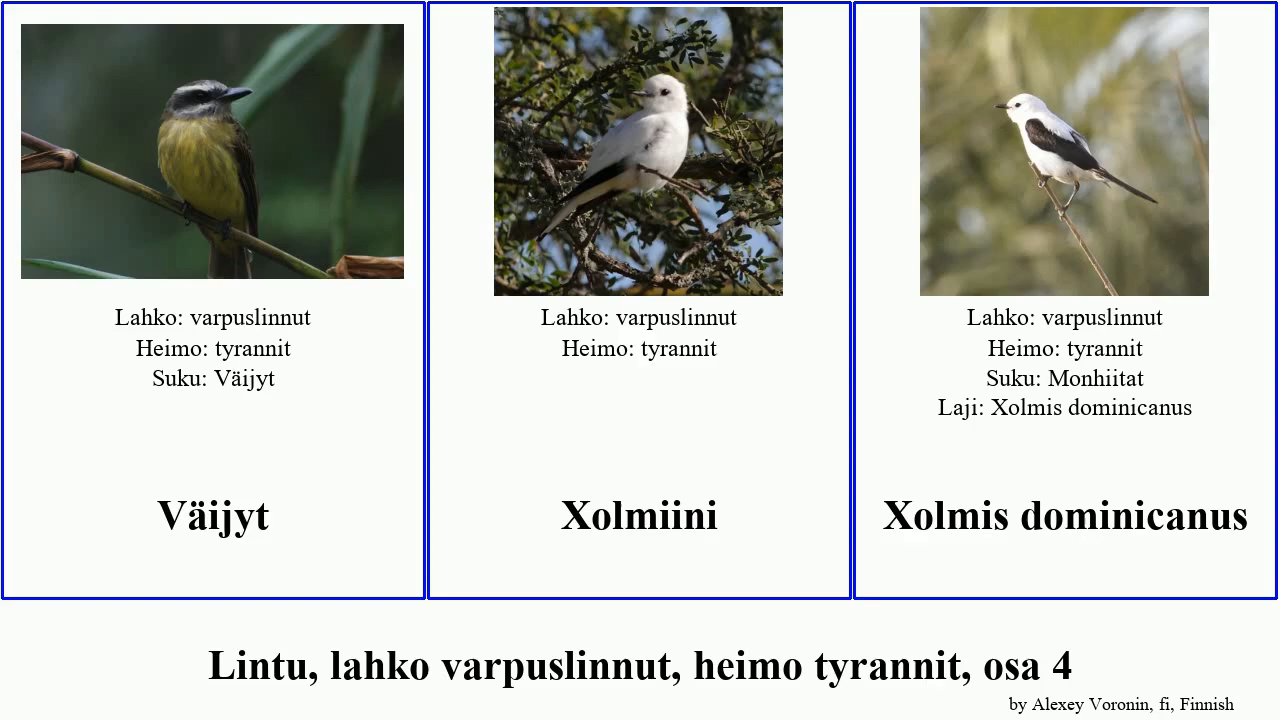 Lahko: varpuslinnut
Heimo: tyrannit
Suku: Väijyt
Väijyt
Lahko: varpuslinnut
Heimo: tyrannit
Xolmiini
Lahko: varpuslinnut
Heimo: tyrannit
Suku: Monhiitat
Laji: Xolmis dominicanus
Xolmis dominicanus
Lintu, lahko varpuslinnut, heimo tyrannit, osa 4
by Alexey Voronin, fi, Finnish